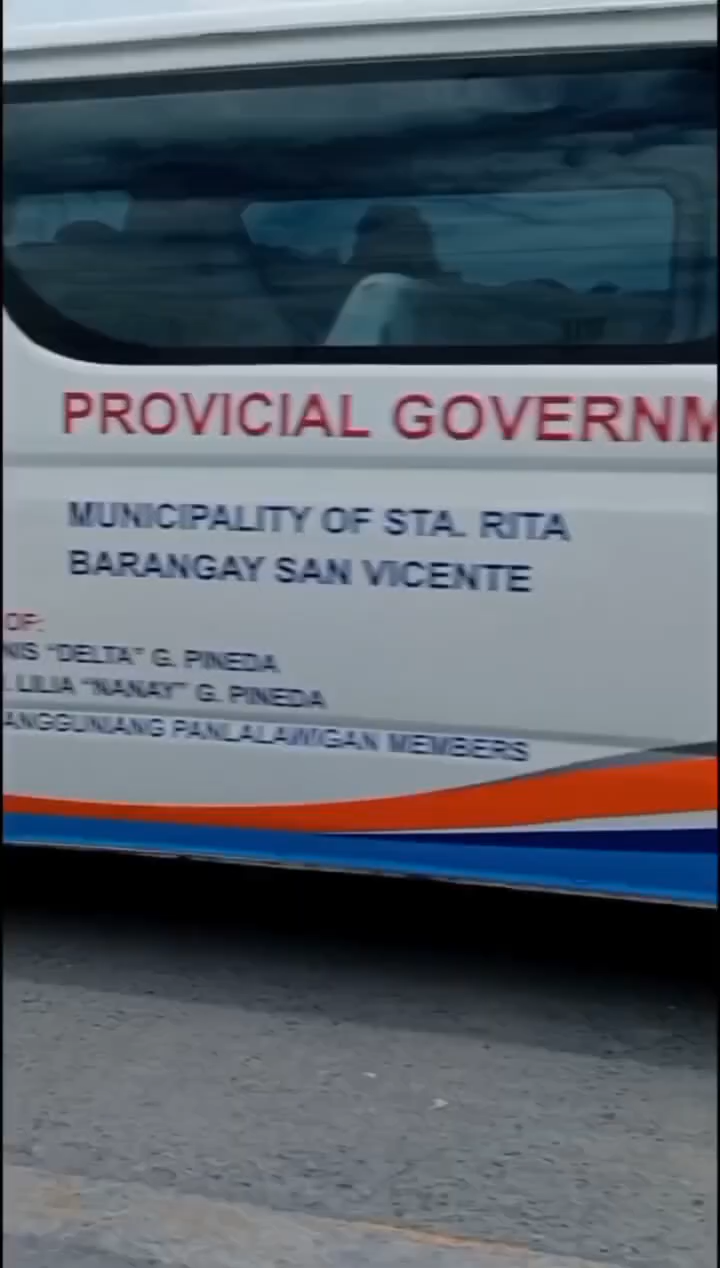 PROVICIAL GOVERNM
MUNICIPALITY OF STA. RITA
BARANGAY SAN VICENTE
OF:
NIS "DELTA" G. PINEDA
. LILIA "NANAY" G. PINEDA
ANGGUNIANG PANLALAWIGAN MEMBERS